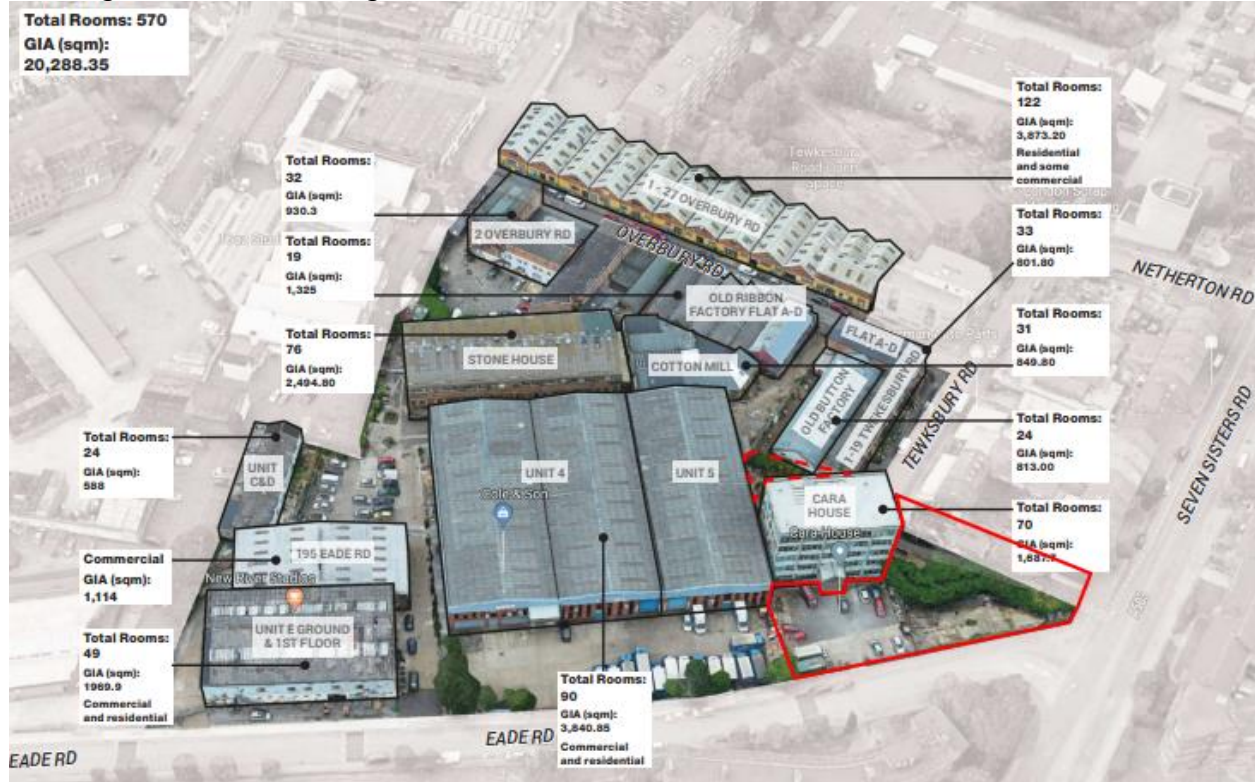 Total Rooms: 570
GIA (sqm):
20,288.35
Total Rooms:
122
GIA (sqm):
3,873.20
Residential
and some
commercial
Total Rooms:
32
GIA (sqm):
930.3
1 - 27 OVERBURY RD
2 OVERBURY RD
OVERBURY RD
Total Rooms:
33
GIA (sqm):
801.80
Total Rooms:
19
GIA (sqm):
1,325
NETHERTON RD
OLD RIBBON
FACTORY FLAT A-D
FLAT A-D
Total Rooms:
31
GIA (sqm):
849.80
Total Rooms:
76
GIA (sqm):
2,494.80
STONE HOUSE
COTTON MILL
OLD BUTTON
FACTORY
1-19 TWEKESBURY RD
TEWKSBURY RD
SEVEN SISTERS RD
Total Rooms:
24
GIA (sqm):
813.00
Total Rooms:
24
GIA (sqm):
588
UNIT
C&D
UNIT 4
UNIT 5
Cole & Son
CARA
HOUSE
Cara House
Total Rooms:
70
GIA (sqm):
1,687.7
Commercial
GIA (sqm):
1,114
195 EADE RD
New River Studios
UNIT E GROUND
& 1ST FLOOR
Total Rooms:
49
GIA (sqm):
1969.9
Commercial
and residential
Total Rooms:
90
GIA (sqm):
3,840.85
Commercial
and residential
EADE RD
EADE RD